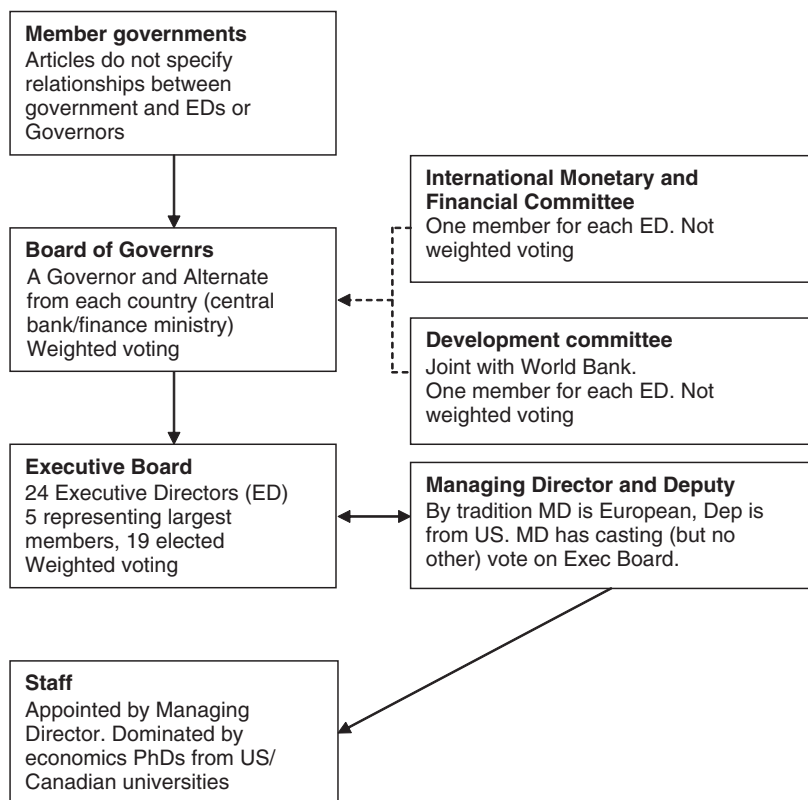 Member governments
Articles do not specify
relationships between
government and EDs or
Governors
International Monetary and
Financial Committee
One member for each ED. Not
weighted voting
Board of Governrs
A Governor and Alternate
from each country (central
bank/finance ministry)
Weighted voting
Development committee
Joint with World Bank.
One member for each ED. Not
weighted voting
Executive Board
24 Executive Directors (ED)
5 representing largest
members, 19 elected
Weighted voting
Managing Director and Deputy
By tradition MD is European, Dep is
from US. MD has casting (but no
other) vote on Exec Board.
Staff
Appointed by Managing
Director. Dominated by
economics PhDs from US/
Canadian universities